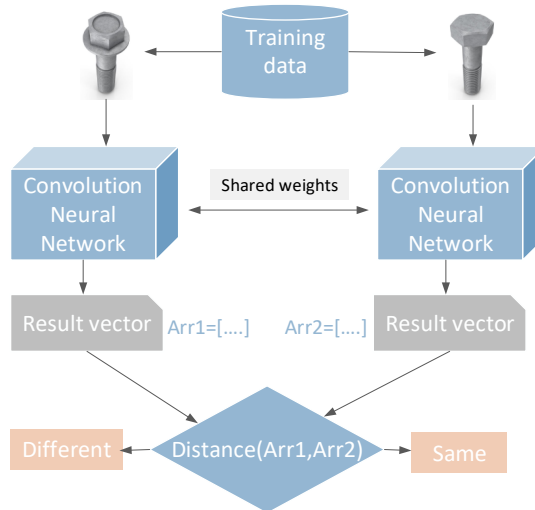 Training
data
Convolution
Neural
Network
Shared weights
Convolution
Neural
Network
Result vector
Arr1=[....]
Arr2=[....]
Result vector
Different
Distance(Arr1,Arr2)
Same